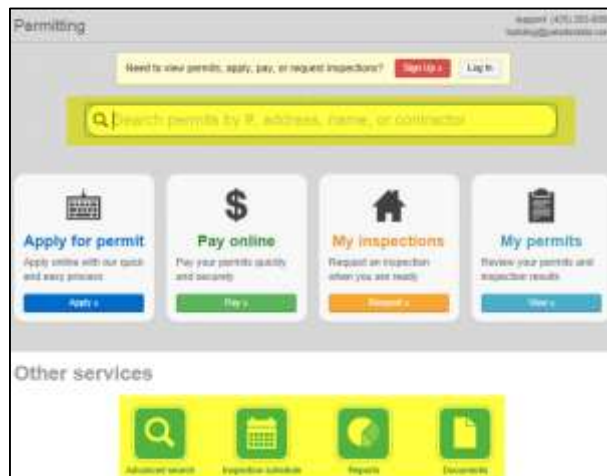 Permitting
Need to view permits, apply, pay, or request inspections? Sign Up » Log In
Search permits by #, address, name, or contractor
Apply for permit
Apply online with our quick
and easy process
Apply »
Pay online
Pay your permits quickly
and securely
Pay »
My inspections
Request an inspection
when you are ready
Request »
My permits
Review your permits and
inspection results
View »
Other services
Advanced search
Inspection schedule
Reports
Documents